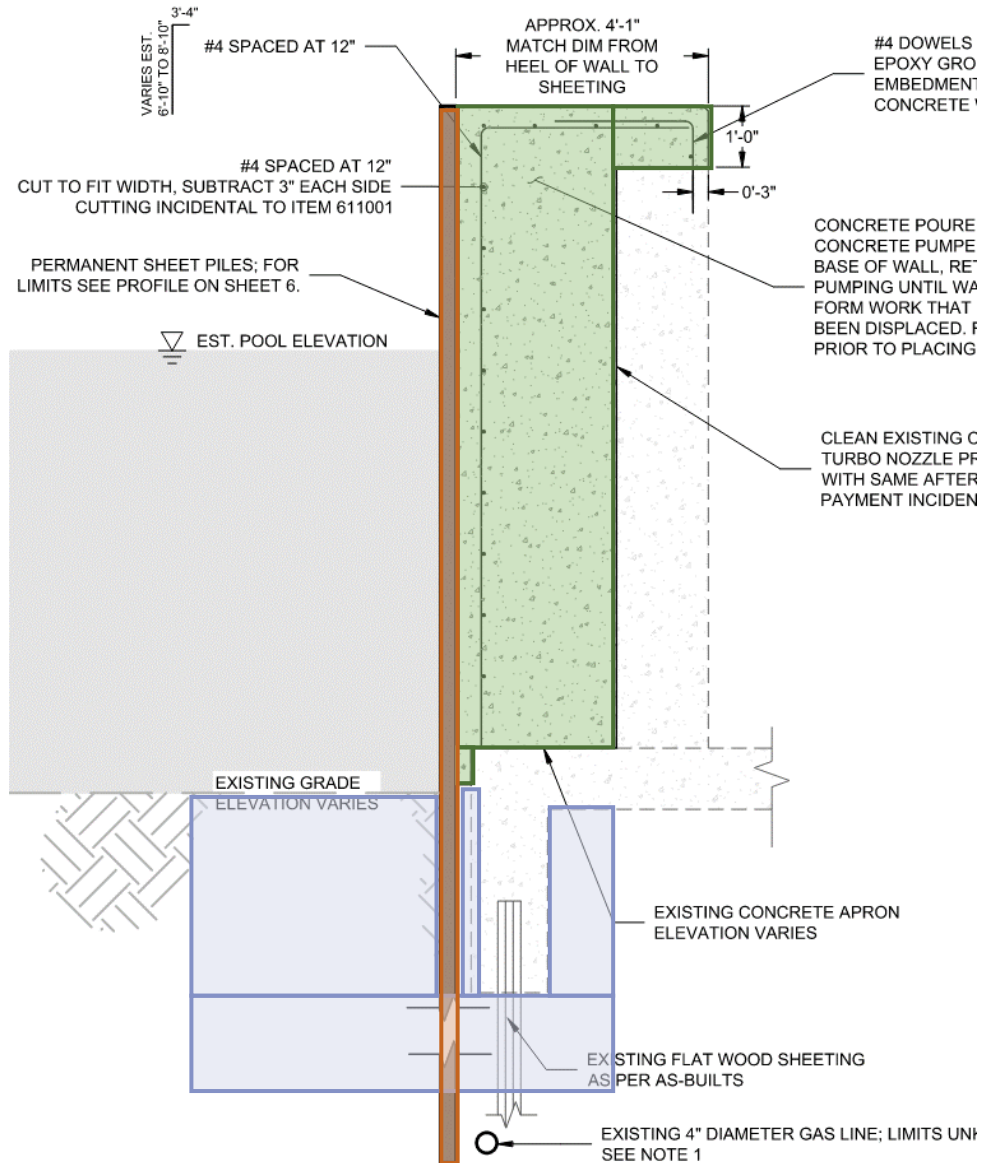 3'-4"
VARIES EST.
6'-10" TO 8'-10"
#4 SPACED AT 12"
APPROX. 4'-1"
MATCH DIM FROM
HEEL OF WALL TO
SHEETING
#4 DOWELS
EPOXY GRO
EMBEDMENT
CONCRETE
1'-0"
0'-3"
#4 SPACED AT 12"
CUT TO FIT WIDTH, SUBTRACT 3" EACH SIDE
CUTTING INCIDENTAL TO ITEM 611001
PERMANENT SHEET PILES; FOR
LIMITS SEE PROFILE ON SHEET 6.
CONCRETE POURE
CONCRETE PUMPE
BASE OF WALL, RET
PUMPING UNTIL WA
FORM WORK THAT
BEEN DISPLACED. F
PRIOR TO PLACING
EST. POOL ELEVATION
CLEAN EXISTING C
TURBO NOZZLE PR
WITH SAME AFTER
PAYMENT INCIDEN
EXISTING GRADE
ELEVATION VARIES
EXISTING CONCRETE APRON
ELEVATION VARIES
EXISTING FLAT WOOD SHEETING
AS PER AS-BUILTS
EXISTING 4" DIAMETER GAS LINE; LIMITS UNK
SEE NOTE 1